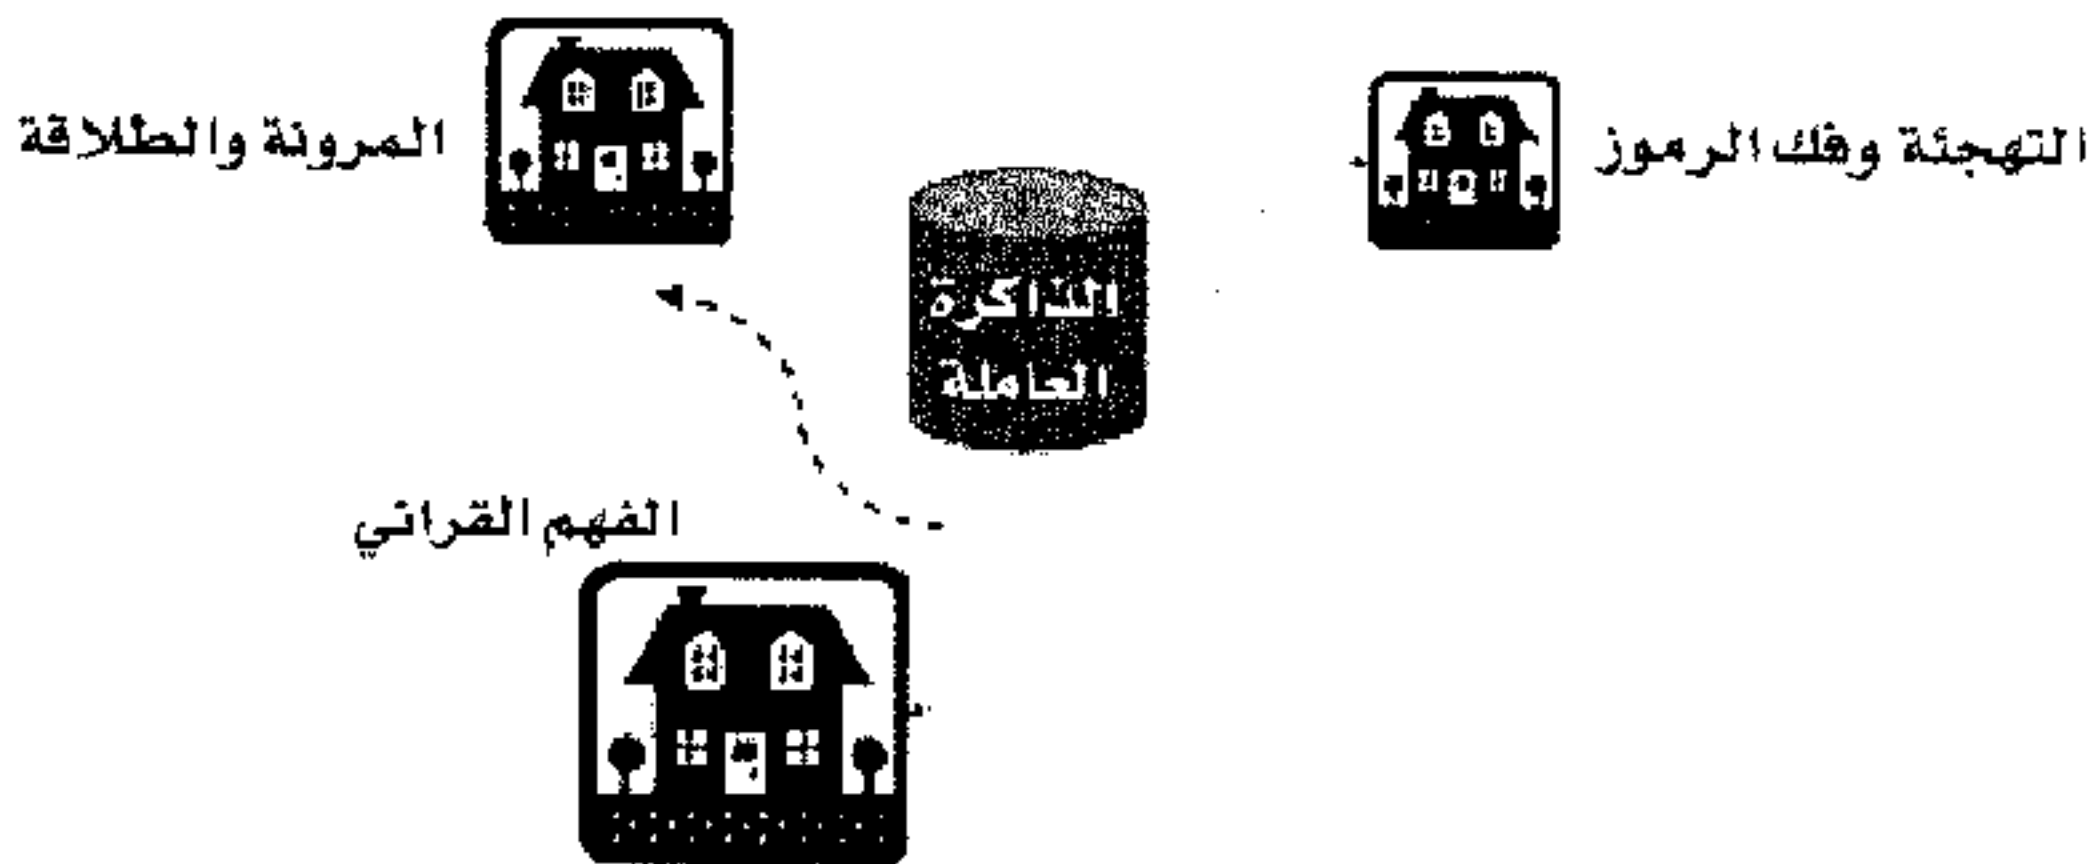 التهجئة وفك الرموز
المرونة والطلاقة
الذاكرة
العاملة
الفهم القرائي